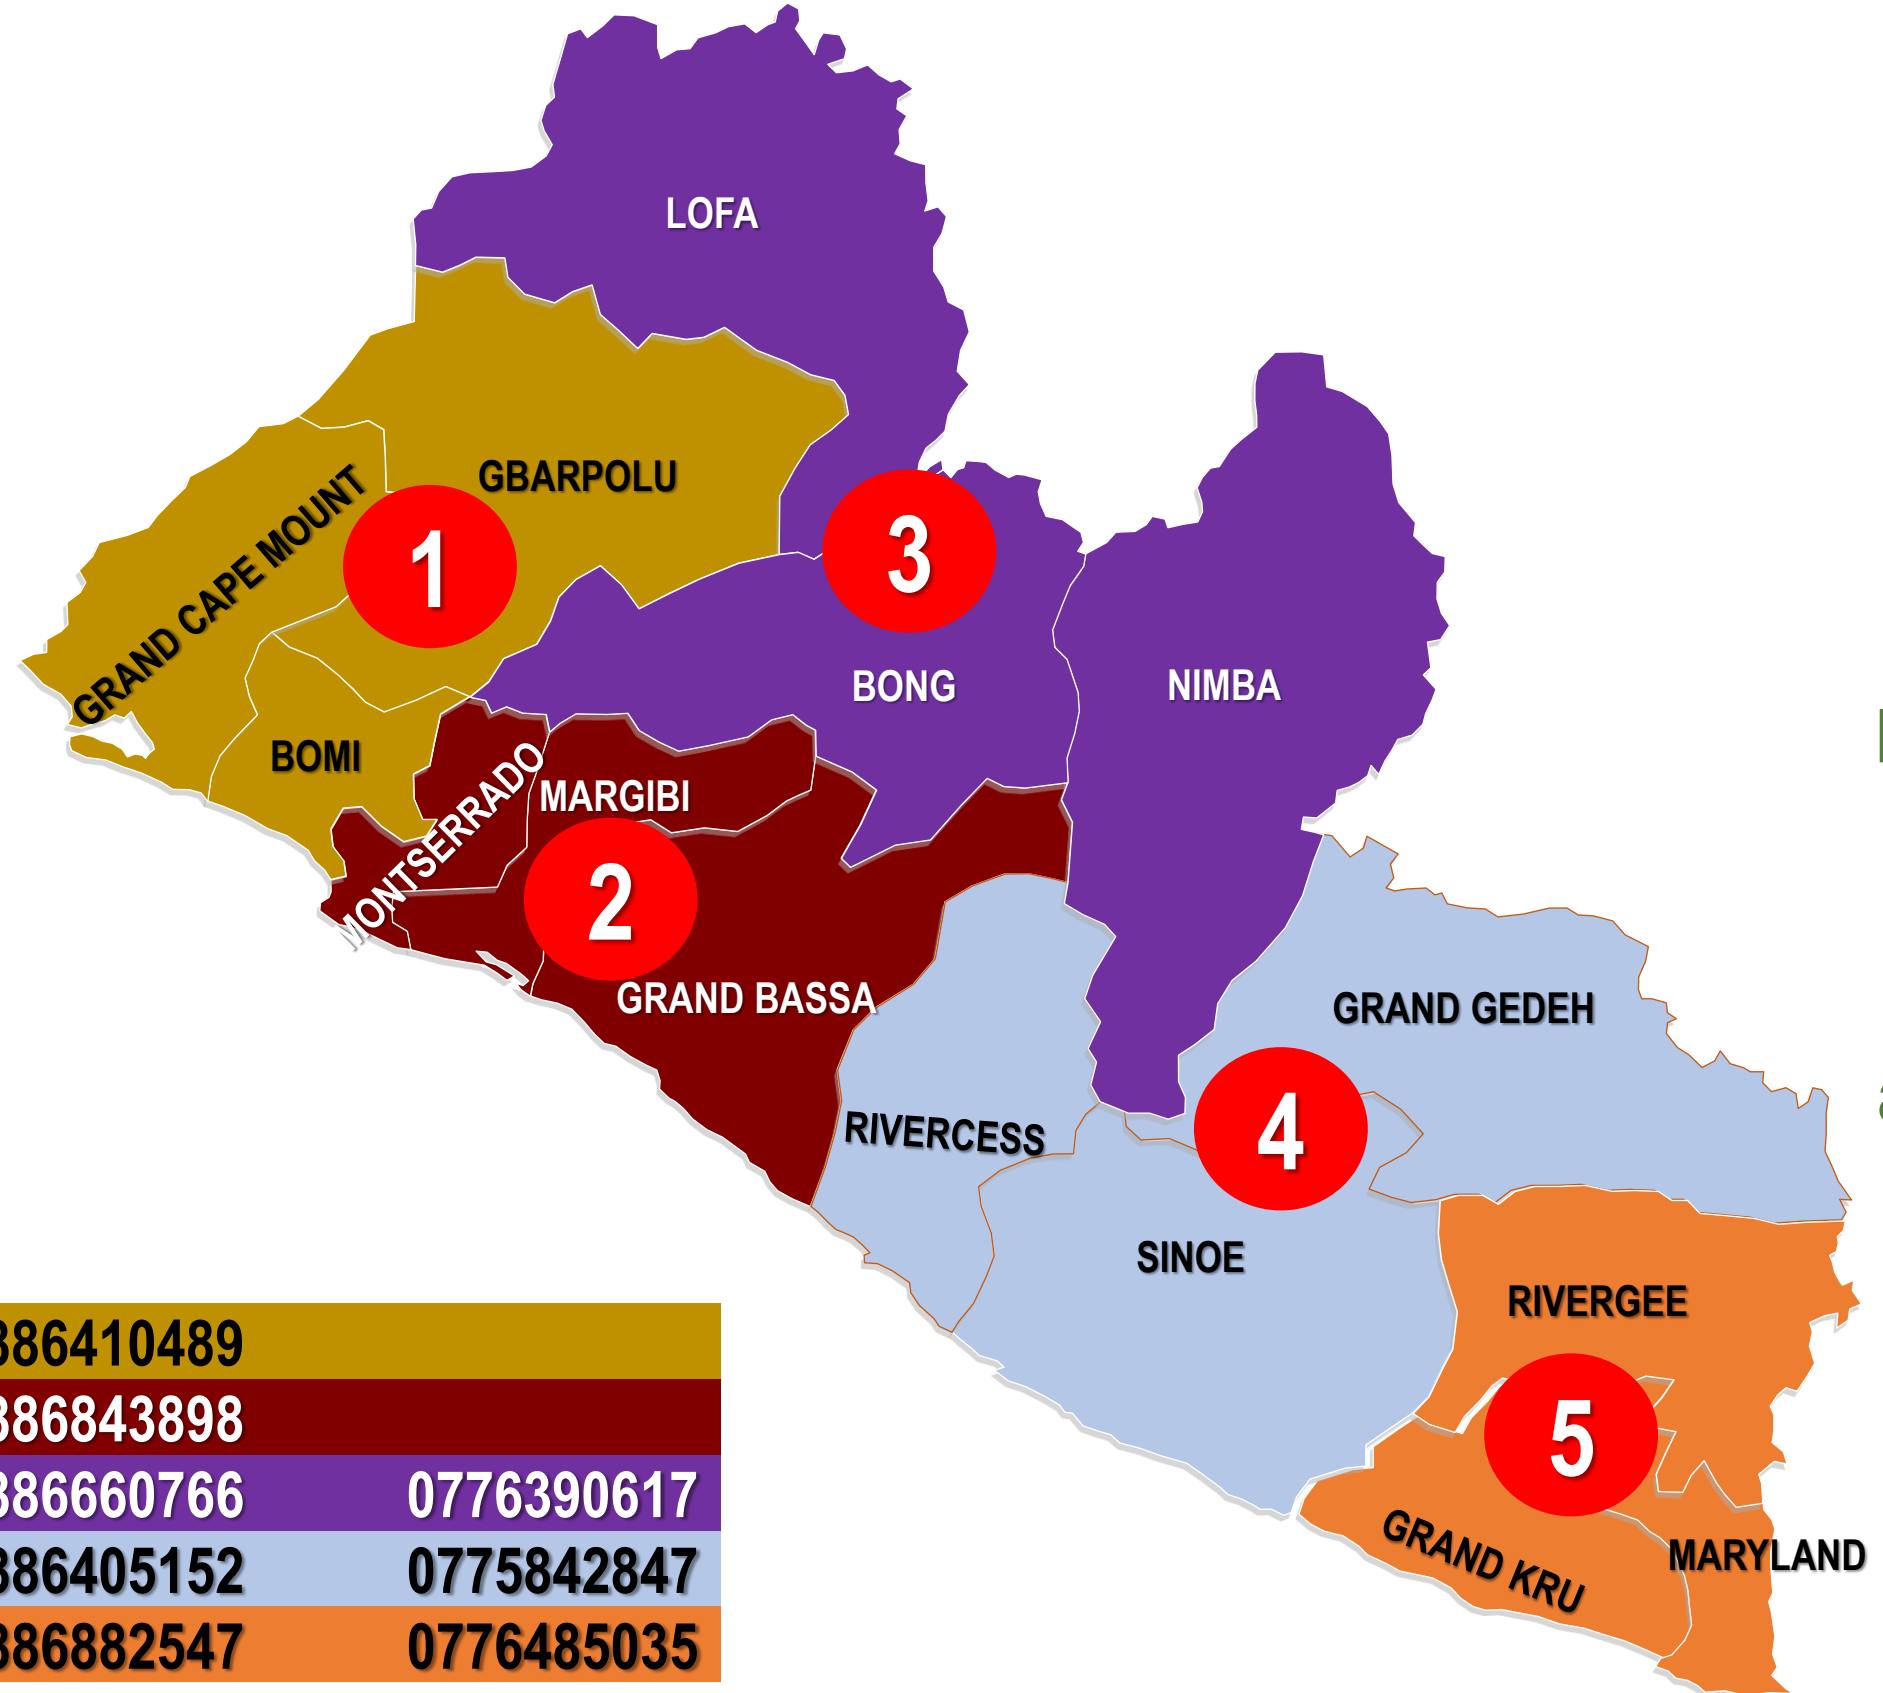 LOFA
GBARPOLU
GRAND CAPE MOUNT
1
3
BONG
NIMBA
BOMI
MONTSERRADO
MARGIBI
2
GRAND BASSA
GRAND GEDEH
RIVERCESS
4
SINOE
RIVERGEE
5
GRAND KRU
MARYLAND
886410489
886843898
886660766 0776390617
886405152 0775842847
886882547 0776485035